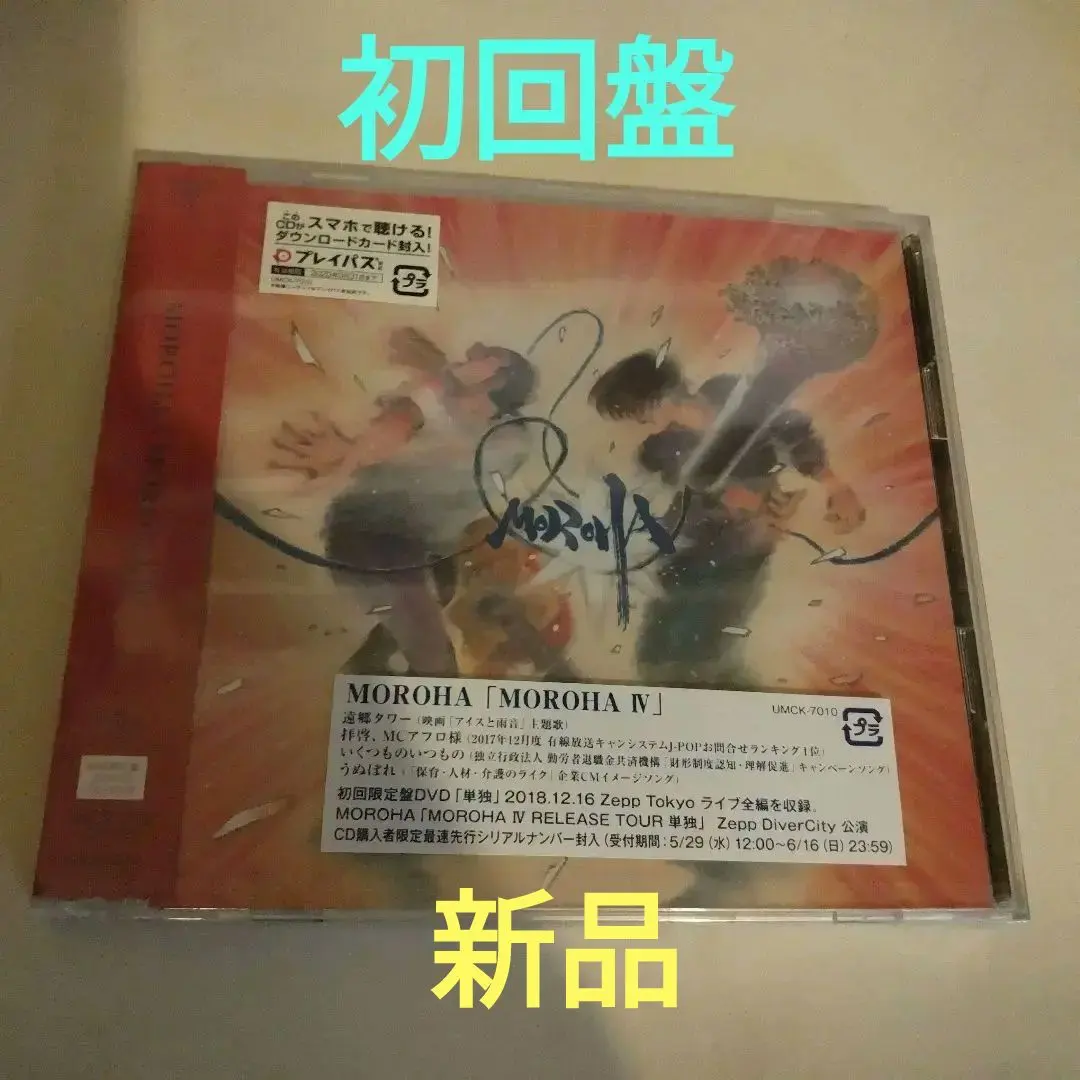 初回盤
このCDが スマホで聴ける!
ダウンロードカード封入!
プレイパス
有効期限
UMCK-7010
プラ
MOROHA
MOROHA「MOROHA Ⅳ」
UMCK-7010
プラ
遠郷タワー(映画「アイスと雨音」主題歌)
拝啓、MCアフロ様(2017年12月度 有線放送キャンシステムJ-POPお問合せランキング1位)
いくつものいつもの(独立行政法人 勤労者退職金共済機構「財形制度認知・理解促進」キャンペーンソング)
うぬぼれ(「保育・人材・介護のライク」企業CMイメージソング)
初回限定盤DVD「単独」2018.12.16 Zepp Tokyo ライブ全編を収録。
MOROHA「MOROHA Ⅳ RELEASE TOUR 単独」 Zepp DiverCity 公演
CD購入者限定最速先行シリアルナンバー封入(受付期間:5/29(水)12:00~6/16(日)23:59)
新品